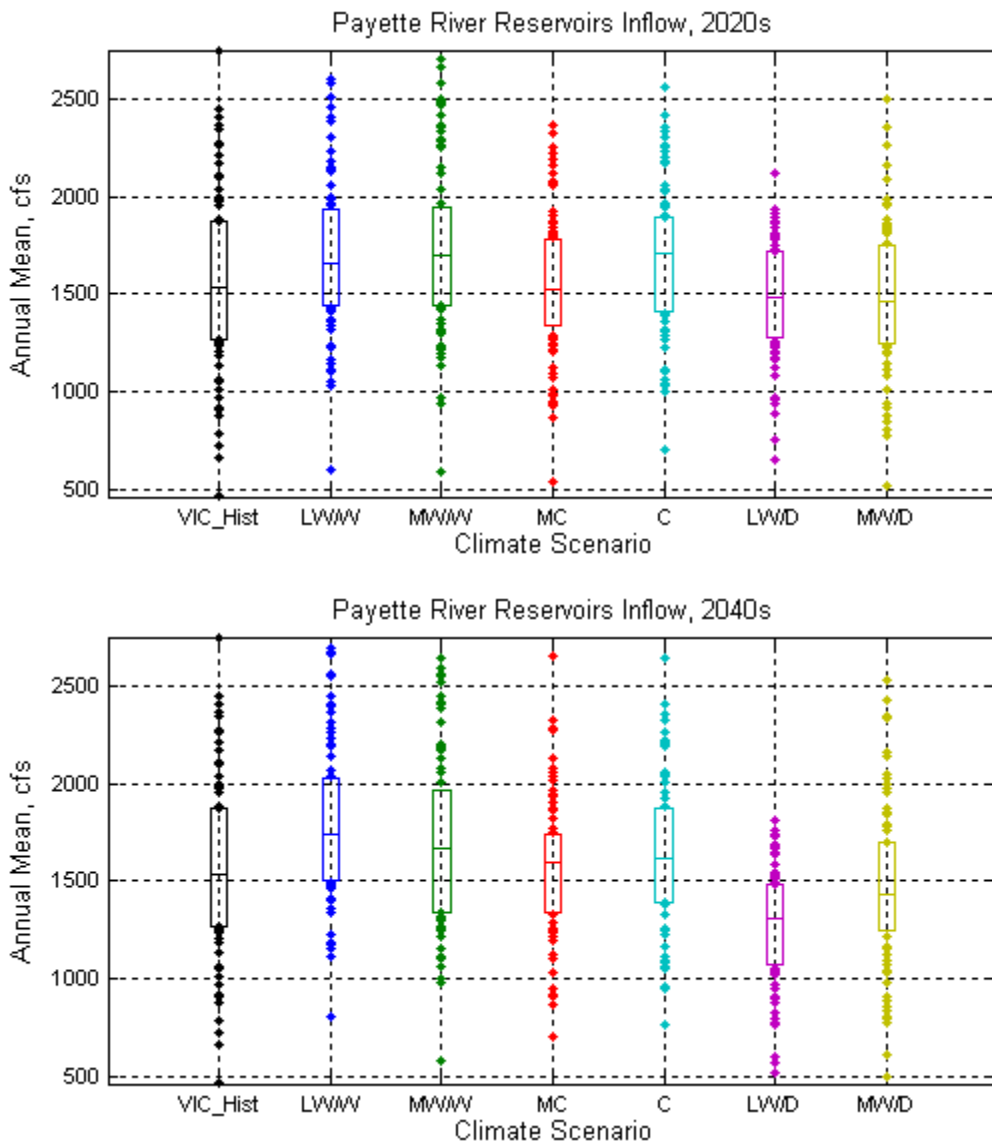 Payette River Reservoirs Inflow, 2020s
Annual Mean, cfs
2500
2000
1500
1000
500
VIC_Hist LW/W MW/W MC C LW/D MW/D
Climate Scenario
Payette River Reservoirs Inflow, 2040s
Annual Mean, cfs
2500
2000
1500
1000
500
VIC_Hist LW/W MW/W MC C LW/D MW/D
Climate Scenario